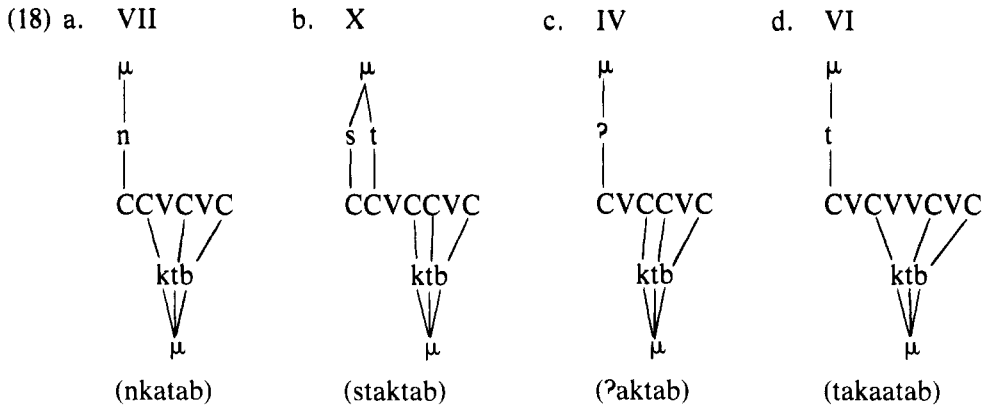 (18) a. VII b. X c. IV d. VI
μ μ μ μ
n s t ʔ t
CCVCVC CCVCCVC CVCCVC CVCVVCVC
ktb ktb ktb ktb
μ μ μ μ
(nkatab) (staktab) (ʔaktab) (takaatab)